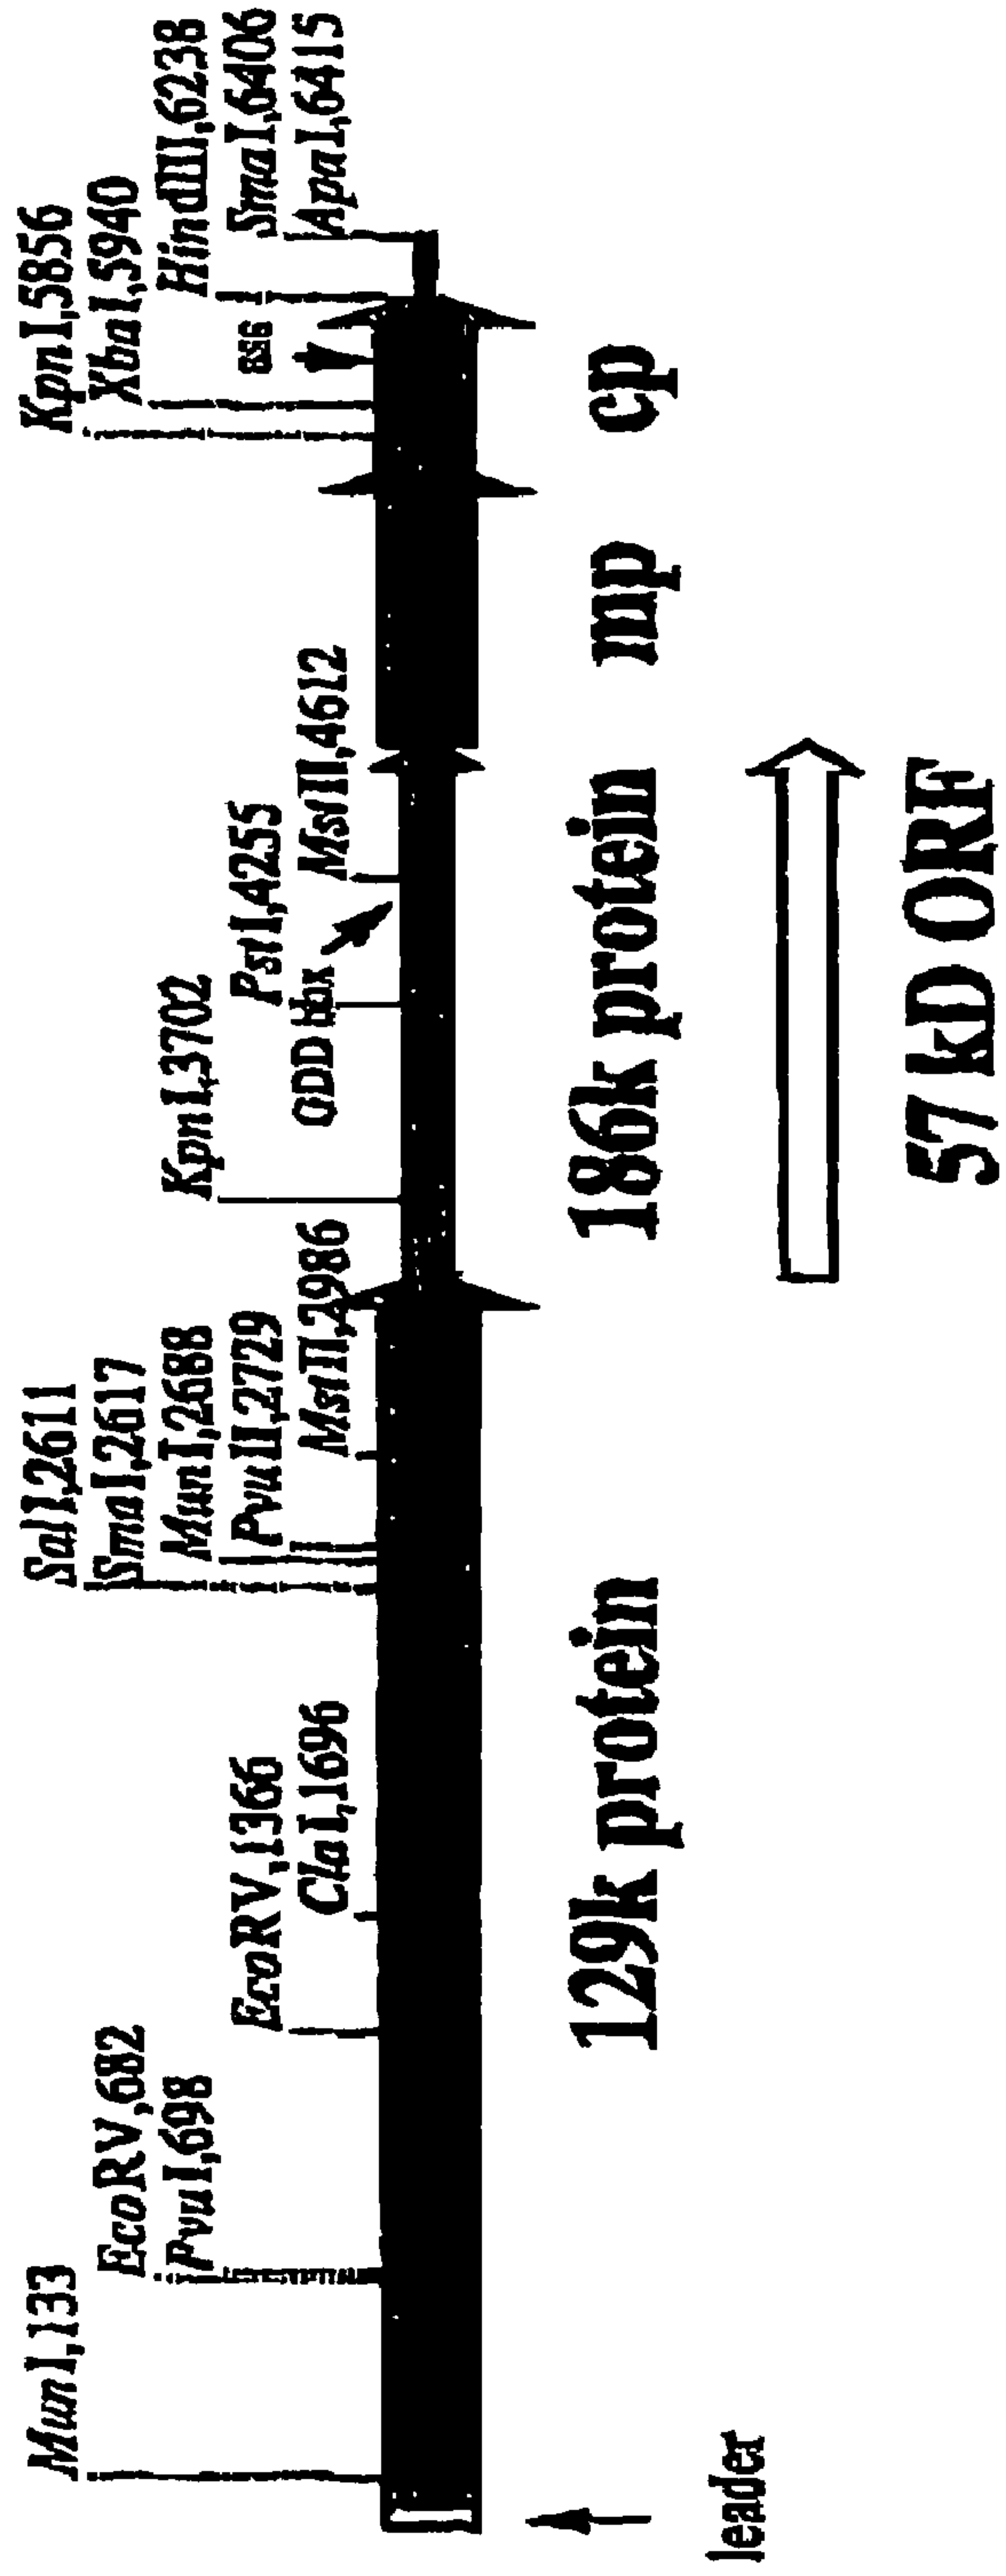 MunI,133
EcoRV,682
PvuI,698
EcoRV,1366
ClaI,1696
SalI,2611
SmaI,2617
MunI,2688
PvuII,2729
MstII,2986
KpnI,3702
PstI,4255
GDD box
MstII,4612
KpnI,5856
XbaI,5940
HindIII,6238
SmaI,6406
ApaI,6415
leader
129k protein
186k protein
mp
cp
57 kD ORF